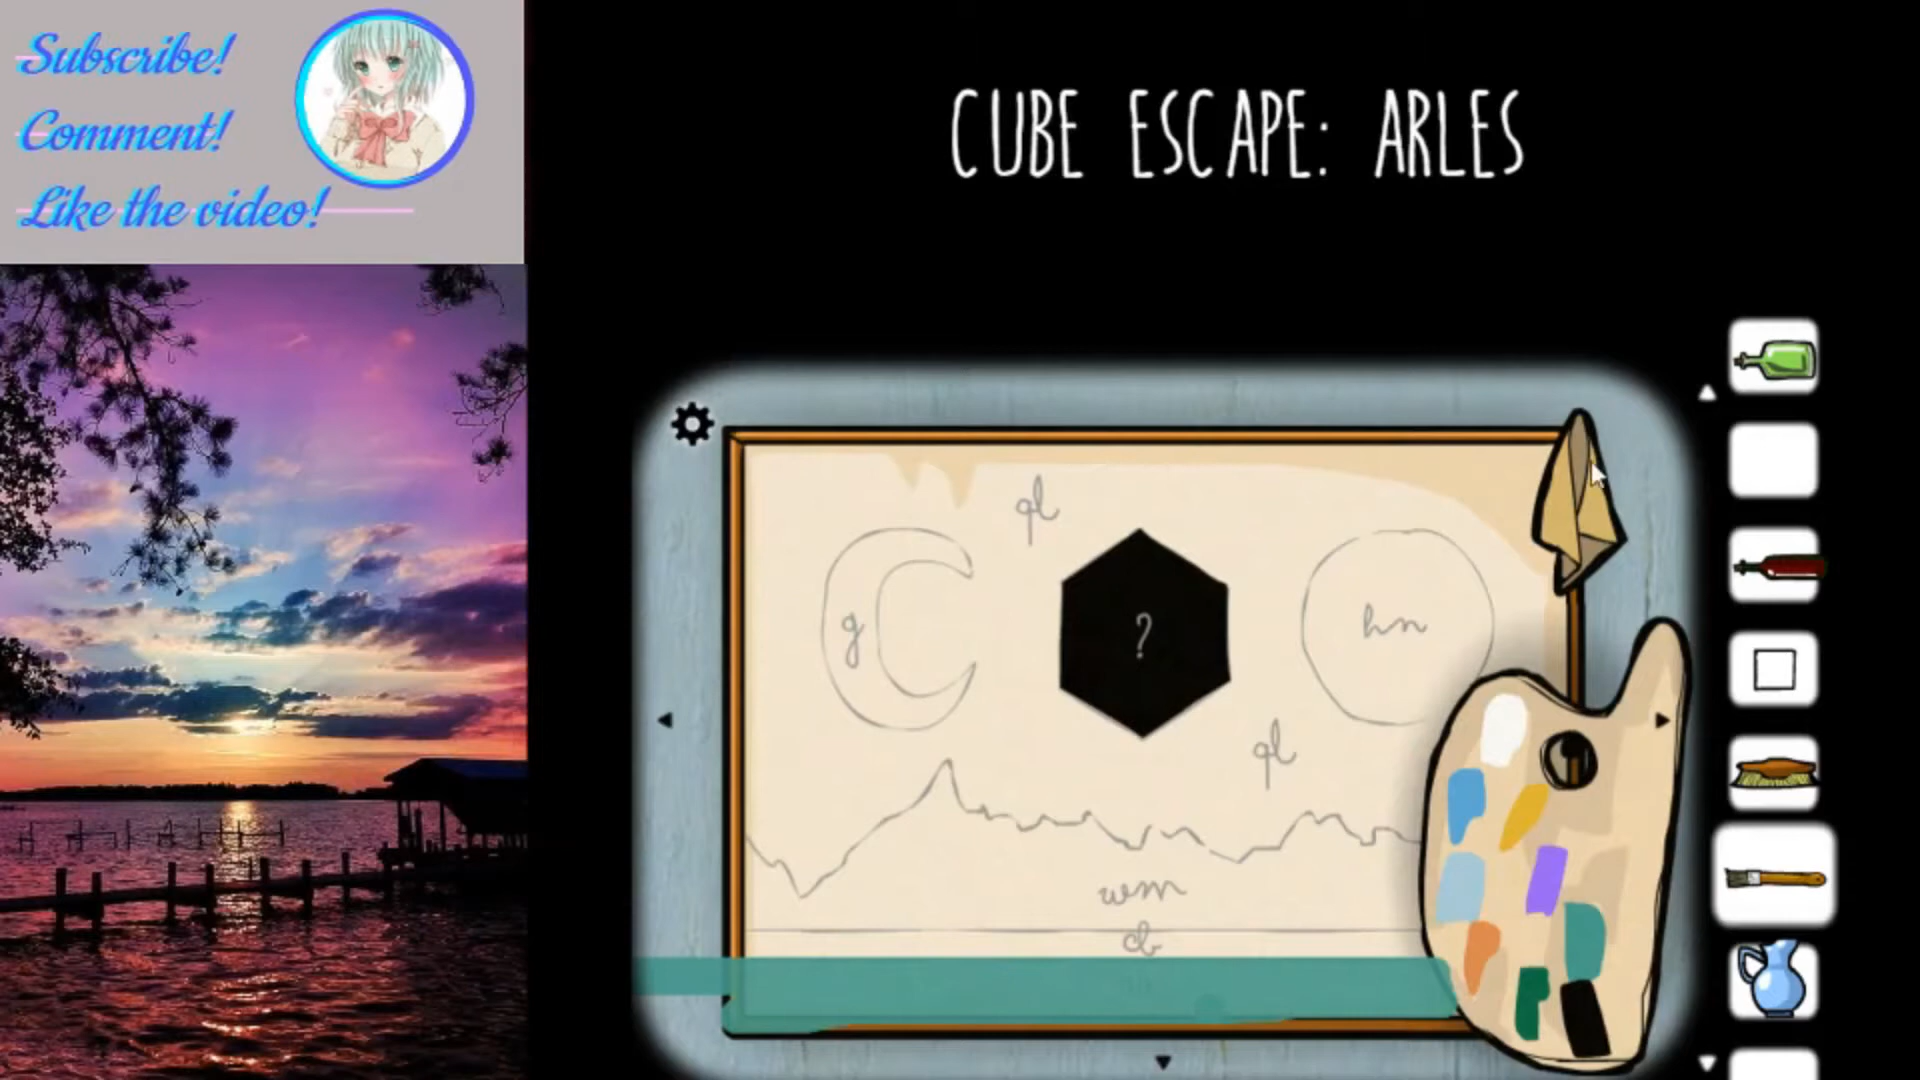 Subscribe!
Comment!
Like the video!
CUBE ESCAPE: ARLES
ql
g
?
hn
ql
wm
cb